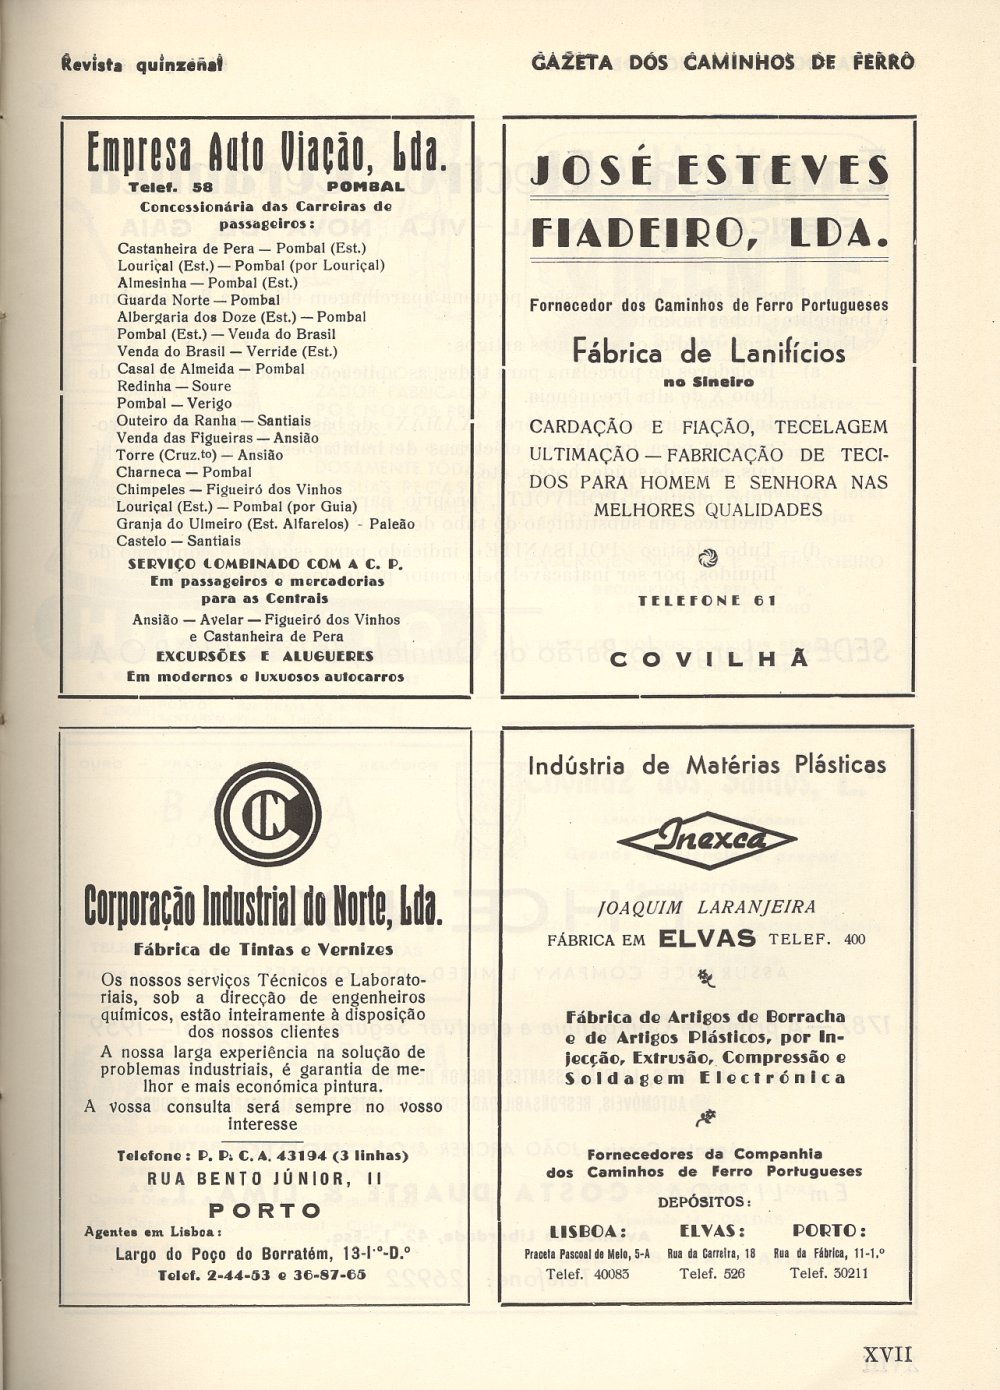 Revista quinzenal
GAZETA DOS CAMINHOS DE FERRO
Empresa Auto Viação, Lda.
Telef. 58 POMBAL
Concessionária das Carreiras de
passageiros:
Castanheira de Pera — Pombal (Est.)
Louriçal (Est.) — Pombal (por Louriçal)
Almesinha — Pombal (Est.)
Guarda Norte — Pombal
Albergaria dos Doze (Est.) — Pombal
Pombal (Est.) — Venda do Brasil
Venda do Brasil — Verride (Est.)
Casal de Almeida — Pombal
Redinha — Soure
Pombal — Verigo
Outeiro da Ranha — Santiais
Venda das Figueiras — Ansião
Torre (Cruz.to) — Ansião
Charneca — Pombal
Chimpeles — Figueiró dos Vinhos
Louriçal (Est.) — Pombal (por Guia)
Granja do Ulmeiro (Est. Alfarelos) - Paleão
Castelo — Santiais
SERVIÇO COMBINADO COM A C. P.
Em passageiros e mercadorias
para as Centrais
Ansião — Avelar — Figueiró dos Vinhos
e Castanheira de Pera
EXCURSÕES E ALUGUERES
Em modernos e luxuosos autocarros
JOSÉ ESTEVES
FIADEIRO, LDA.
Fornecedor dos Caminhos de Ferro Portugueses
Fábrica de Lanifícios
no Sineiro
CARDAÇÃO E FIAÇÃO, TECELAGEM
ULTIMAÇÃO — FABRICAÇÃO DE TECI-
DOS PARA HOMEM E SENHORA NAS
MELHORES QUALIDADES
TELEFONE 61
COVILHÃ
CIN
Corporação Industrial do Norte, Lda.
Fábrica de Tintas e Vernizes
Os nossos serviços Técnicos e Laborato-
riais, sob a direcção de engenheiros
químicos, estão inteiramente à disposição
dos nossos clientes
A nossa larga experiência na solução de
problemas industriais, é garantia de me-
lhor e mais económica pintura.
A vossa consulta será sempre no vosso
interesse
Telefone: P. P. C. A. 43194 (3 linhas)
RUA BENTO JÚNIOR, 11
PORTO
Agentes em Lisboa:
Largo do Poço do Borratém, 13-1.º-D.º
Telef. 2-44-53 e 36-87-65
Indústria de Matérias Plásticas
Inexca
JOAQUIM LARANJEIRA
FÁBRICA EM ELVAS TELEF. 400
Fábrica de Artigos de Borracha
e de Artigos Plásticos, por In-
jecção, Extrusão, Compressão e
Soldagem Electrónica
Fornecedores da Companhia
dos Caminhos de Ferro Portugueses
DEPÓSITOS:
LISBOA: ELVAS: PORTO:
Praceta Pascoal de Melo, 5-A Rua da Carreira, 18 Rua da Fábrica, 11-1.º
Telef. 40083 Telef. 526 Telef. 30211
XVII